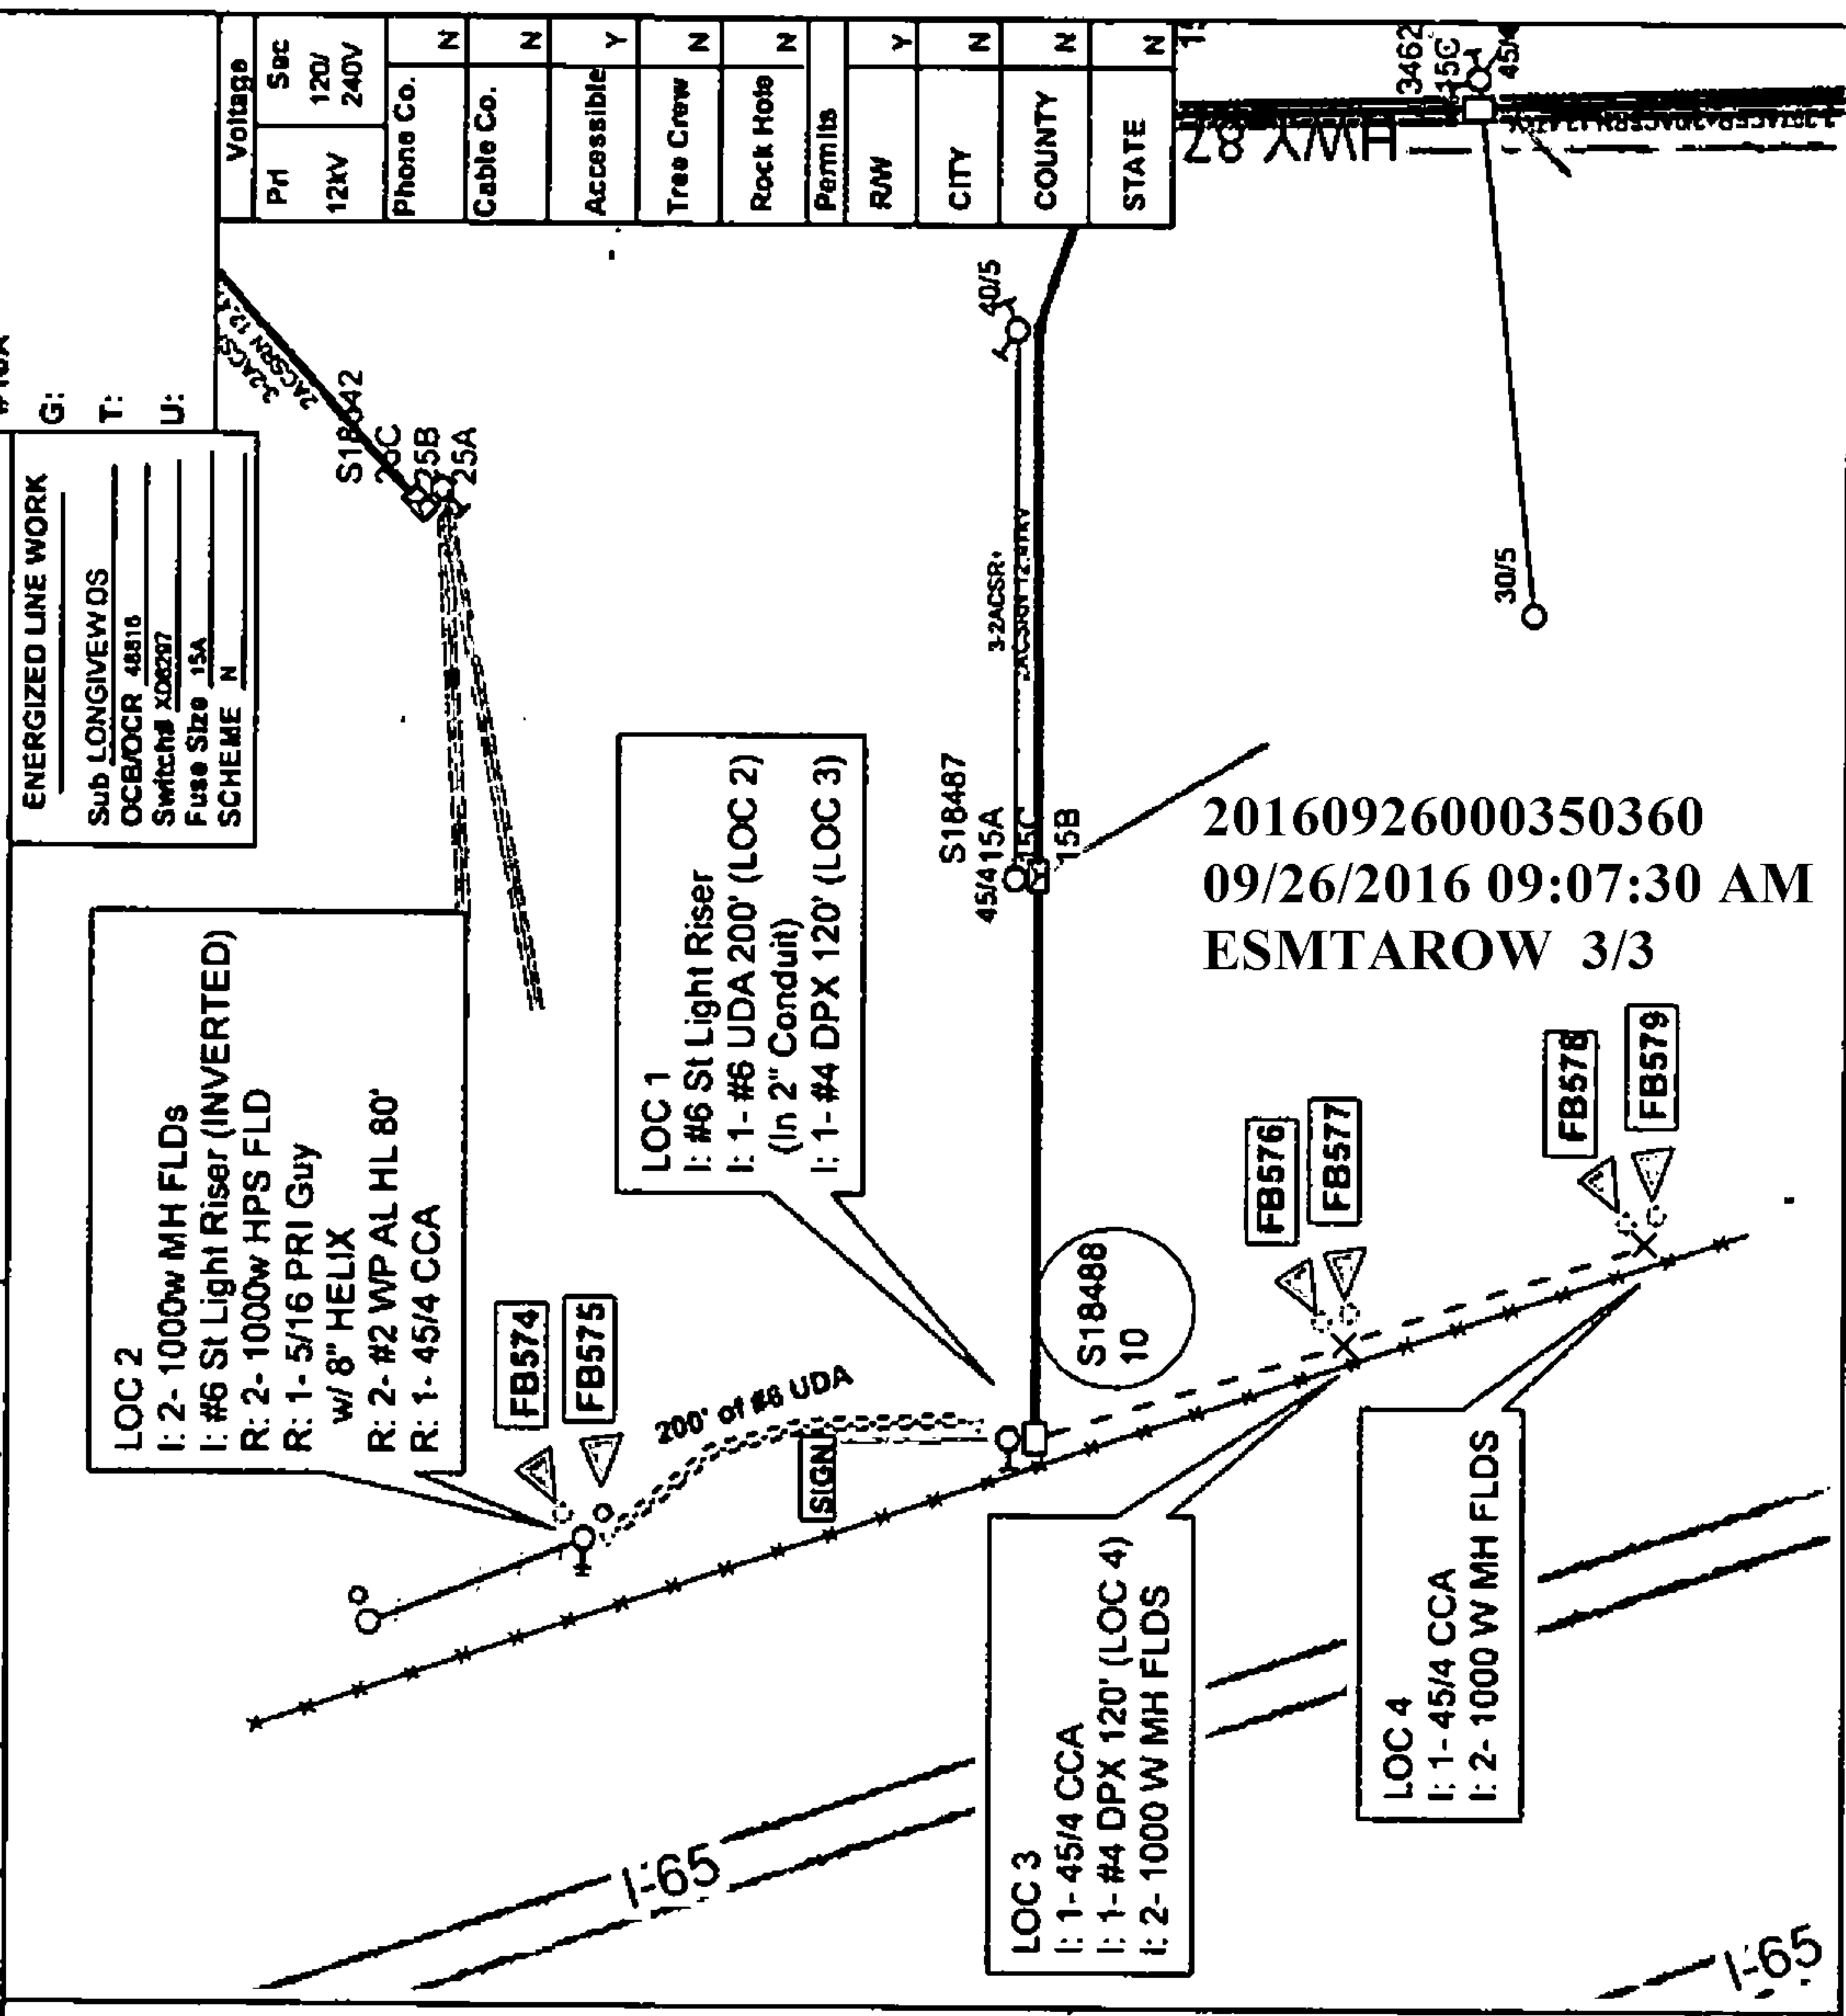 ENERGIZED LINE WORK
Sub LONGIVEW DS
OCB/OCR 48816
Switch# XD8297
Fuse Size 15A
SCHEME N
G:
T:
U:
Voltage
Pri Sec
12kV 120/
240V
Phone Co. N
Cable Co. N
Accessible Y
Tree Crew N
Rock Hole N
Permits
R/W Y
CITY N
COUNTY N
STATE N
25B
25A
LOC 2
I: 2- 1000w MH FLDs
I: #6 St Light Riser (INVERTED)
R: 2- 1000w HPS FLD
R: 1- 5/16 PRI Guy
w/ 8" HELIX
R: 2- #2 WP AL HL 80'
R: 1- 45/4 CCA
FB574
FB575
200' of #6 UDA
SIGN
LOC 1
I: #6 St Light Riser
I: 1- #6 UDA 200' (LOC 2)
(In 2" Conduit)
I: 1- #4 DPX 120' (LOC 3)
S18487
45/4 15A
15C
15B
3-2ACSR
40/5
HWY 87
3462
15C
30/5
S18488
10
FB576
FB577
FB578
FB579
LOC 3
I: 1- 45/4 CCA
I: 1- #4 DPX 120' (LOC 4)
I: 2- 1000 W MH FLDS
LOC 4
I: 1- 45/4 CCA
I: 2- 1000 W MH FLDS
I-65
I-65
20160926000350360
09/26/2016 09:07:30 AM
ESMTAROW 3/3